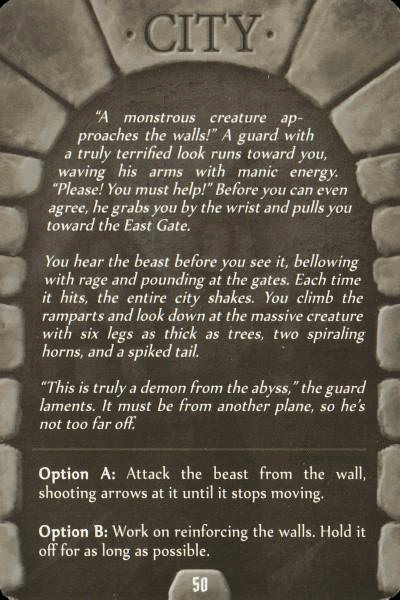 · CITY ·
“A monstrous creature ap-
proaches the walls!” A guard with
a truly terrified look runs toward you,
waving his arms with manic energy.
“Please! You must help!” Before you can even
agree, he grabs you by the wrist and pulls you
toward the East Gate.
You hear the beast before you see it, bellowing
with rage and pounding at the gates. Each time
it hits, the entire city shakes. You climb the
ramparts and look down at the massive creature
with six legs as thick as trees, two spiraling
horns, and a spiked tail.
“This is truly a demon from the abyss,” the guard
laments. It must be from another plane, so he’s
not too far off.
Option A: Attack the beast from the wall,
shooting arrows at it until it stops moving.
Option B: Work on reinforcing the walls. Hold it
off for as long as possible.
50